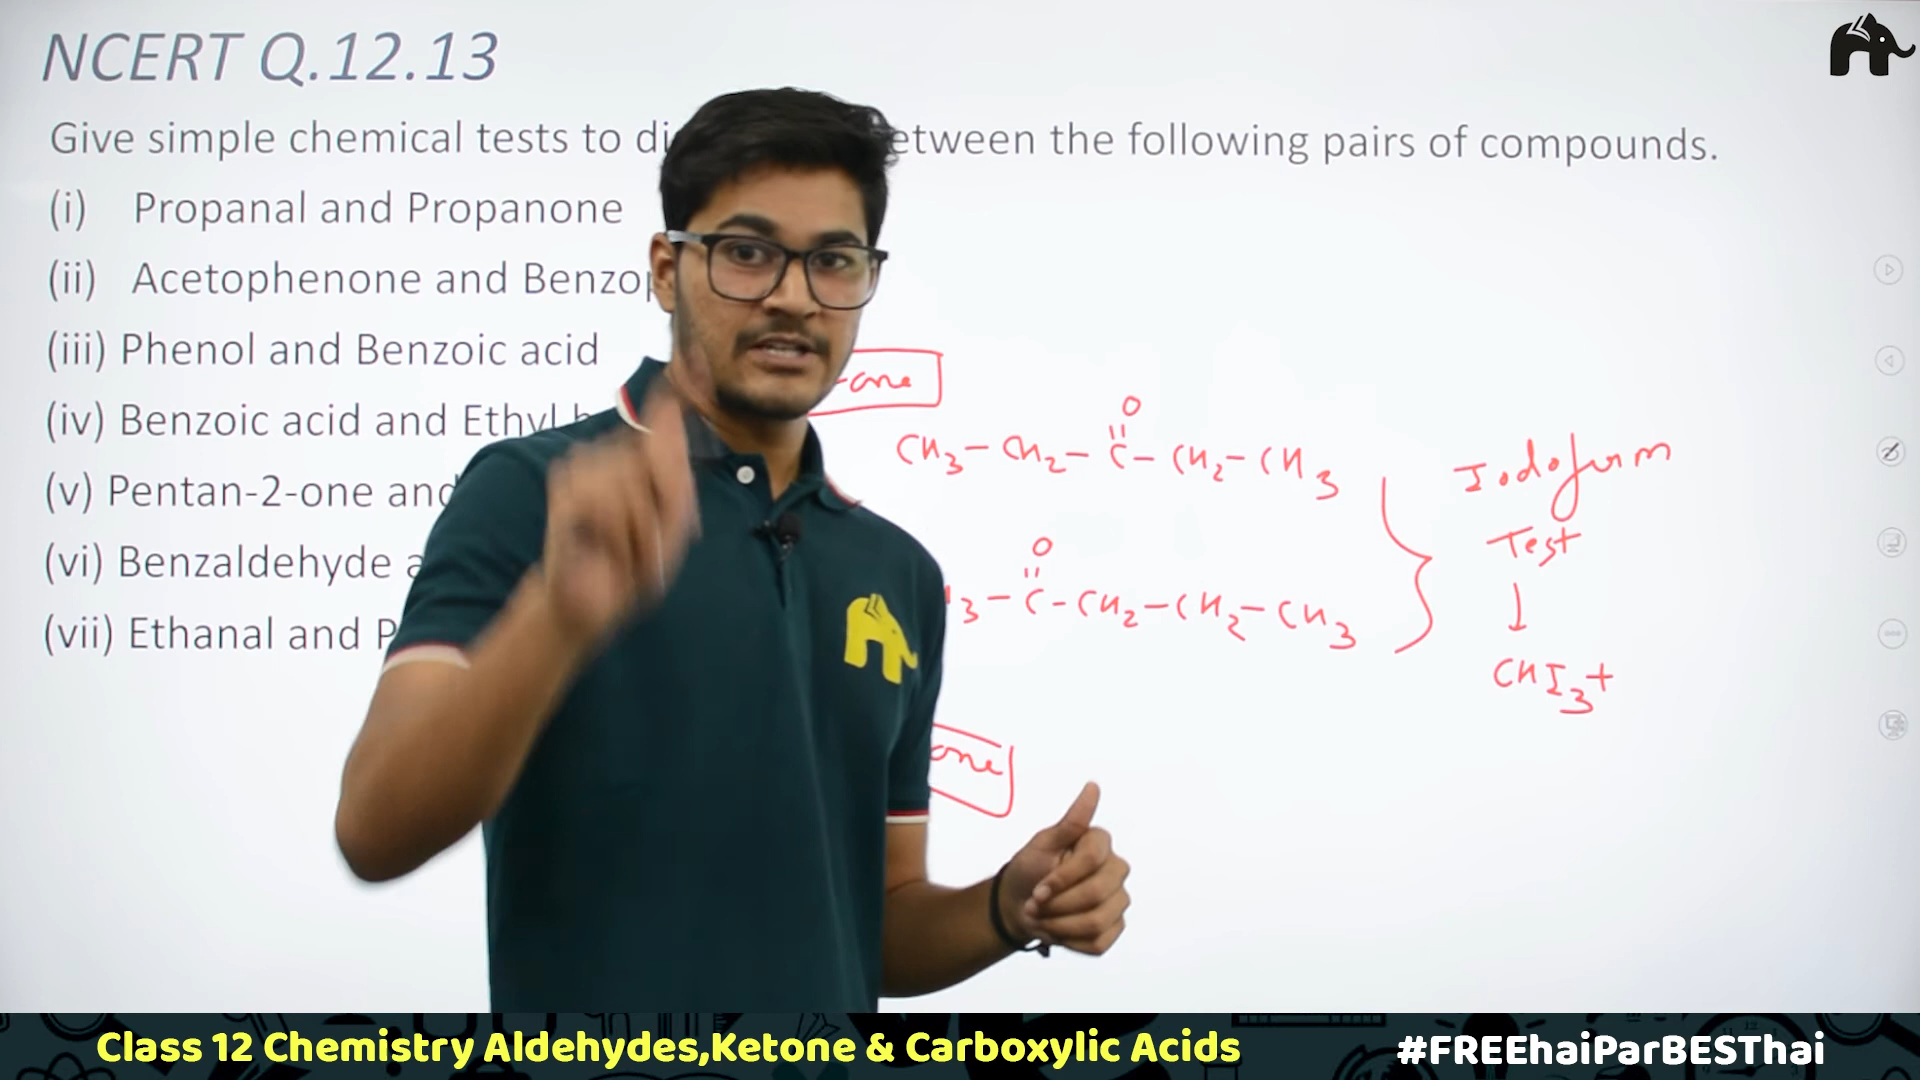 NCERT Q.12.13
Give simple chemical tests to di etween the following pairs of compounds.
(i) Propanal and Propanone
(ii) Acetophenone and Benzo
(iii) Phenol and Benzoic acid
(iv) Benzoic acid and Ethyl b
(v) Pentan-2-one and
(vi) Benzaldehyde a
(vii) Ethanal and P
-one
O
CH3-CH2-C-CH2-CH3
O
3-C-CH2-CH2-CH3
Iodoform
Test
CHI3+
one
Class 12 Chemistry Aldehydes,Ketone & Carboxylic Acids
#FREEhaiParBESThai